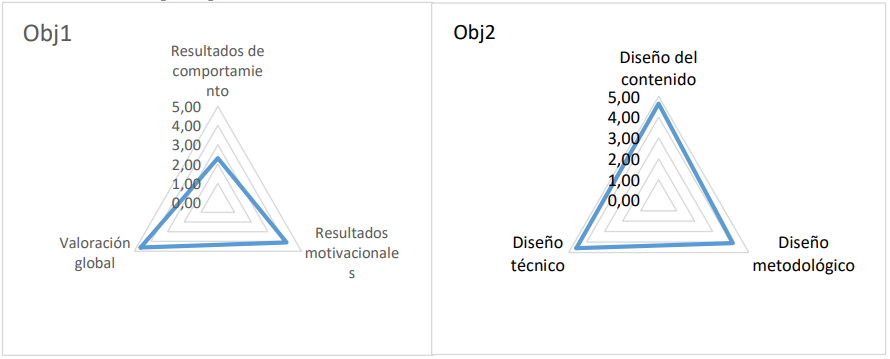 Obj1
Resultados de
comportamie
nto
5,00
4,00
3,00
2,00
1,00
0,00
Valoración
global
Resultados
motivacionale
s
Obj2
Diseño del
contenido
5,00
4,00
3,00
2,00
1,00
0,00
Diseño
técnico
Diseño
metodológico